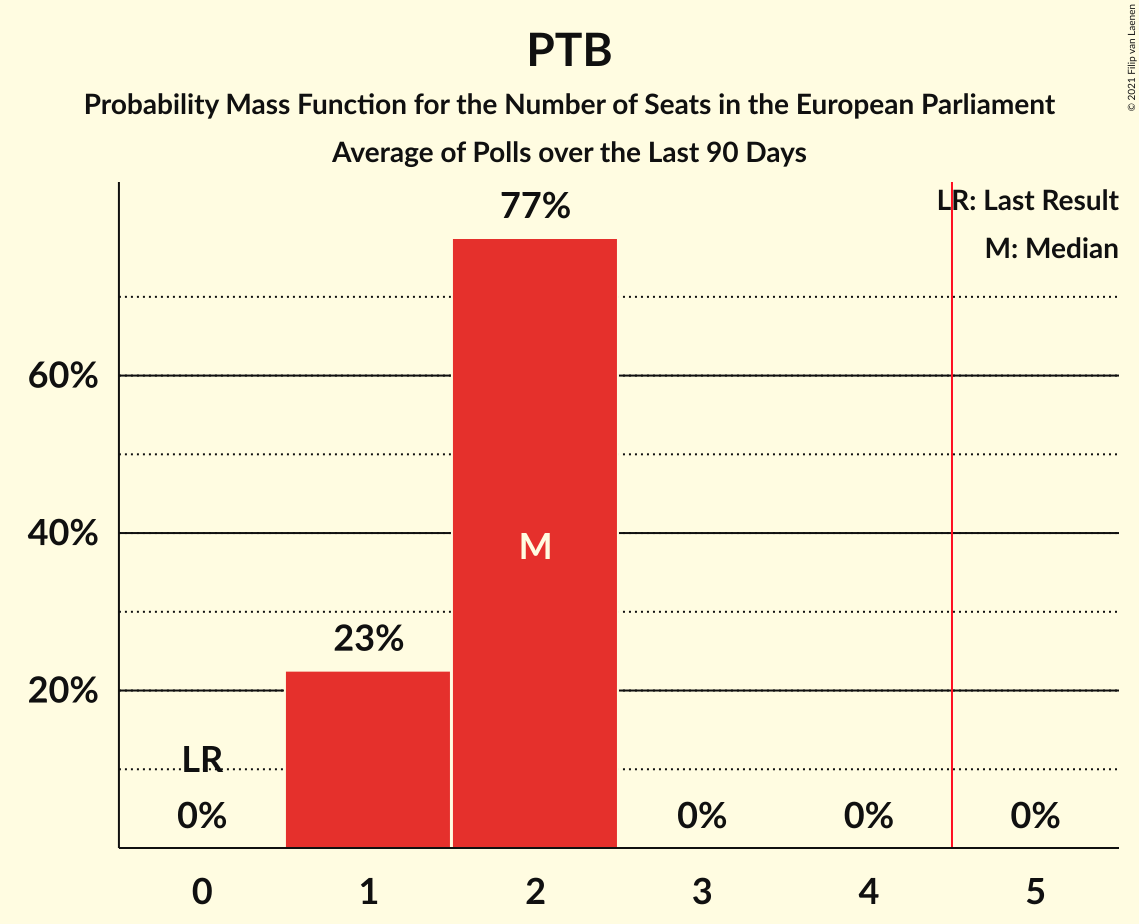 PTB
Probability Mass Function for the Number of Seats in the European Parliament
Average of Polls over the Last 90 Days
© 2021 Filip van Laenen
LR: Last Result
M: Median
77%
60%
40%
M
23%
20%
LR
0%
0%
0%
0%
0
1
2
3
4
5